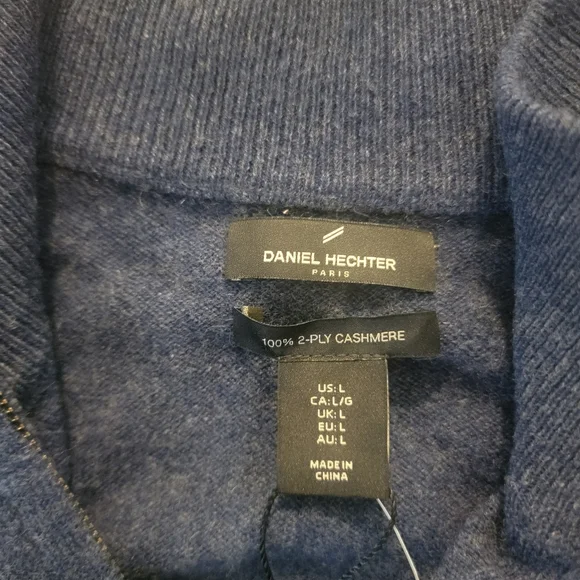 DANIEL HECHTER
PARIS
100% 2-PLY CASHMERE
US: L
CA: L/G
UK: L
EU: L
AU: L
MADE IN
CHINA